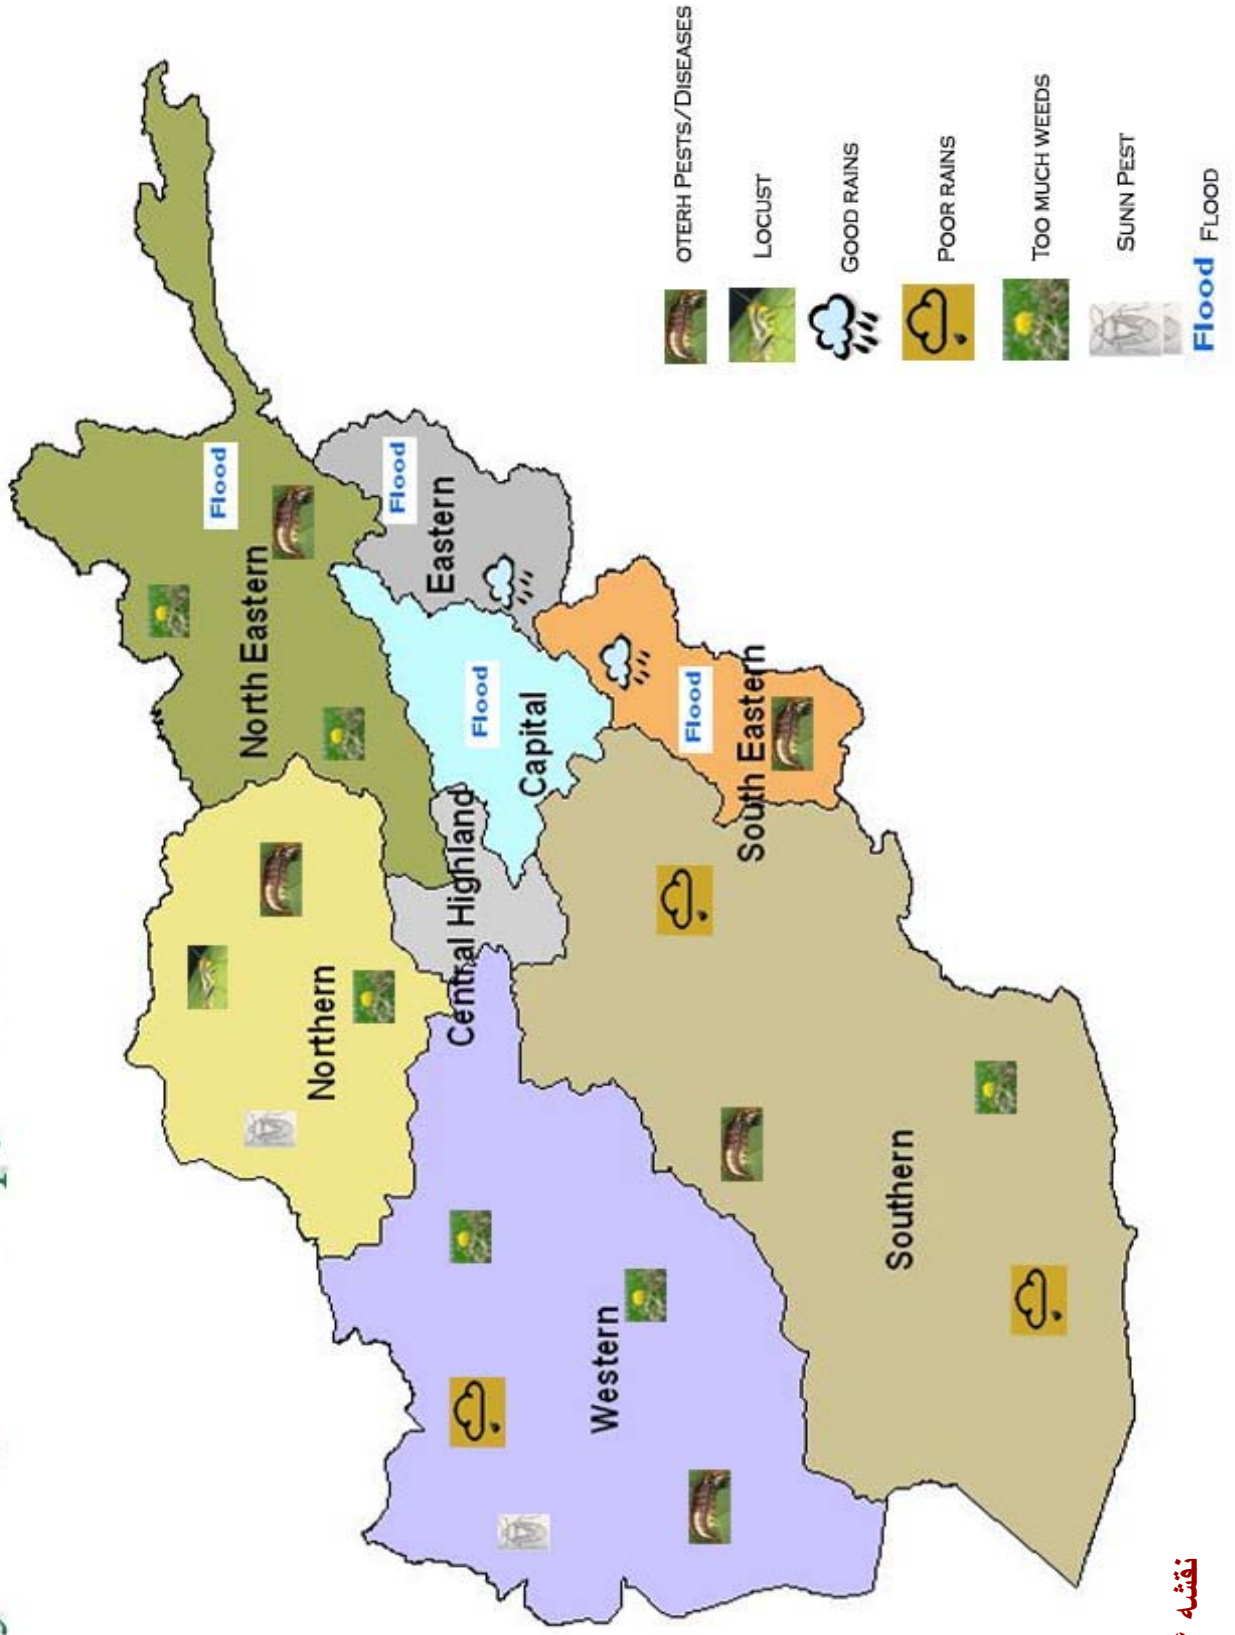 North Eastern
Flood
Northern
Flood
Eastern
Central Highland
Flood
Capital
Western
Flood
South Eastern
Southern
OTERH PESTS/DISEASES
LOCUST
GOOD RAINS
POOR RAINS
TOO MUCH WEEDS
SUNN PEST
Flood FLOOD
نقشه